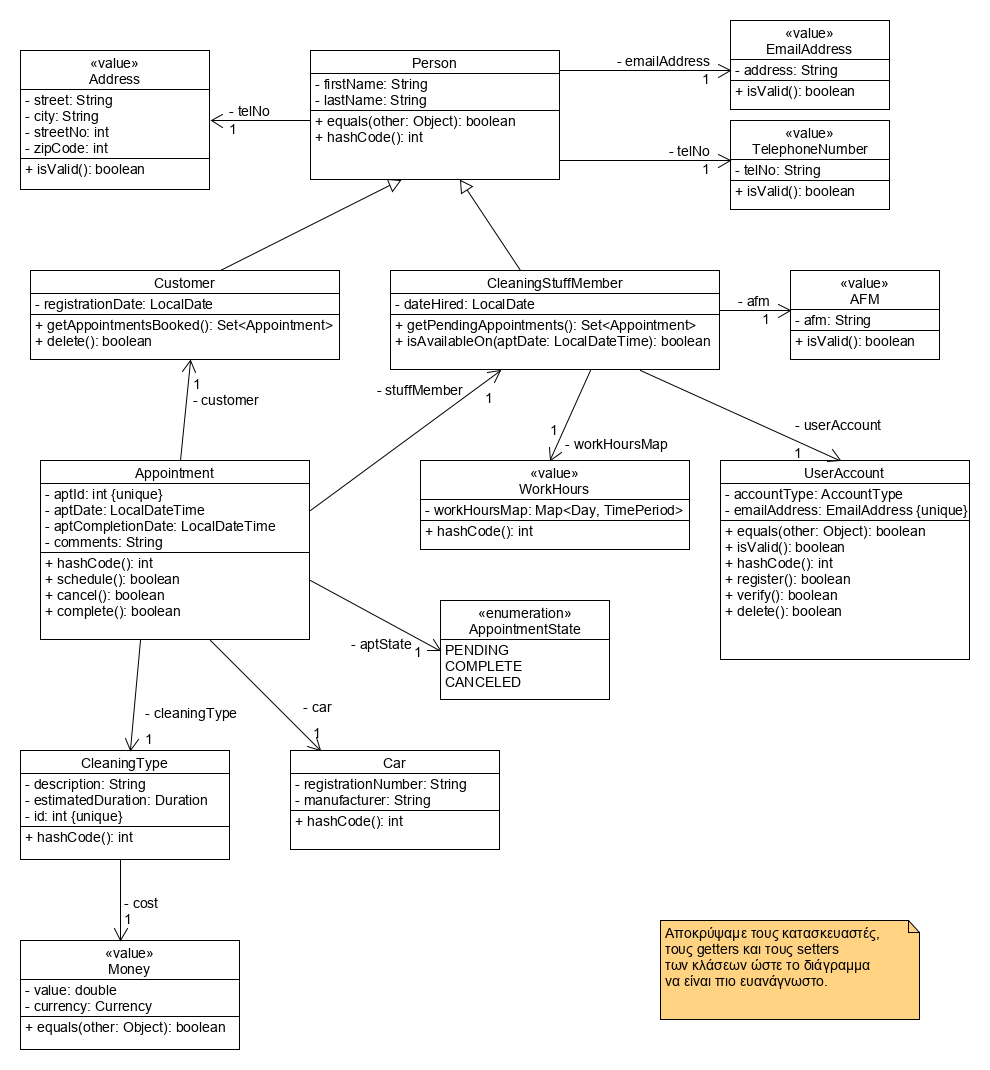 «value»
Address
- street: String
- city: String
- streetNo: int
- zipCode: int
+ isValid(): boolean
- telNo
1
Person
- firstName: String
- lastName: String
+ equals(other: Object): boolean
+ hashCode(): int
- emailAddress
1
«value»
EmailAddress
- address: String
+ isValid(): boolean
- telNo
1
«value»
TelephoneNumber
- telNo: String
+ isValid(): boolean
Customer
- registrationDate: LocalDate
+ getAppointmentsBooked(): Set<Appointment>
+ delete(): boolean
CleaningStuffMember
- dateHired: LocalDate
+ getPendingAppointments(): Set<Appointment>
+ isAvailableOn(aptDate: LocalDateTime): boolean
- afm
1
«value»
AFM
- afm: String
+ isValid(): boolean
1
- customer
- stuffMember
1
1
- workHoursMap
- userAccount
1
Appointment
- aptId: int {unique}
- aptDate: LocalDateTime
- aptCompletionDate: LocalDateTime
- comments: String
+ hashCode(): int
+ schedule(): boolean
+ cancel(): boolean
+ complete(): boolean
«value»
WorkHours
- workHoursMap: Map<Day, TimePeriod>
+ hashCode(): int
UserAccount
- accountType: AccountType
- emailAddress: EmailAddress {unique}
+ equals(other: Object): boolean
+ isValid(): boolean
+ hashCode(): int
+ register(): boolean
+ verify(): boolean
+ delete(): boolean
- aptState
1
«enumeration»
AppointmentState
PENDING
COMPLETE
CANCELED
- cleaningType
1
- car
1
CleaningType
- description: String
- estimatedDuration: Duration
- id: int {unique}
+ hashCode(): int
Car
- registrationNumber: String
- manufacturer: String
+ hashCode(): int
- cost
1
«value»
Money
- value: double
- currency: Currency
+ equals(other: Object): boolean
Αποκρύψαμε τους κατασκευαστές,
τους getters και τους setters
των κλάσεων ώστε το διάγραμμα
να είναι πιο ευανάγνωστο.